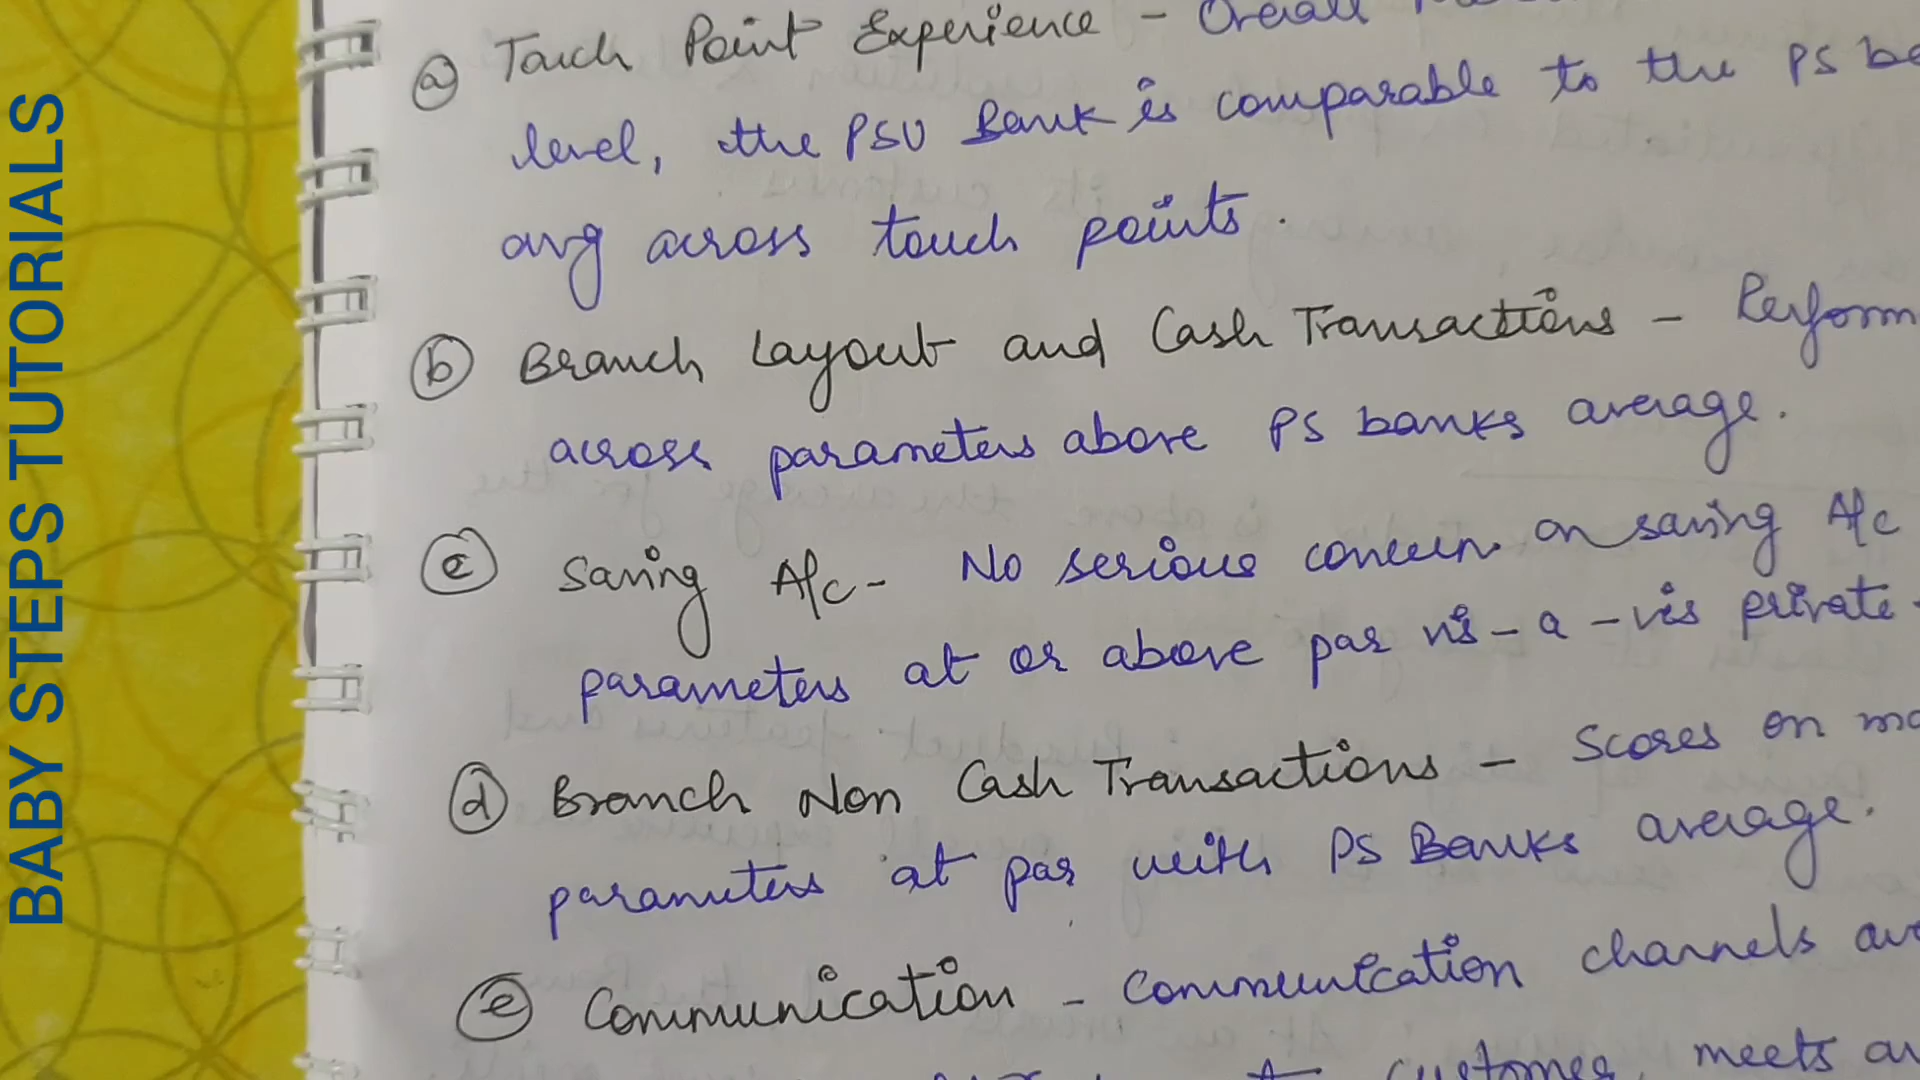 BABY STEPS TUTORIALS
a Touch Point Experience - Overall
level, the PSU Bank is comparable to the PS
avg across touch points.
b Branch Layout and Cash Transactions - Perform
across parameters above PS banks average.
c Saving A/c - No serious concern on saving A/c
parameters at or above par vis-a-vis private
d Branch Non Cash Transactions - Scores on
parameters at par with PS Banks average.
e Communication - Communication channels
customer meets